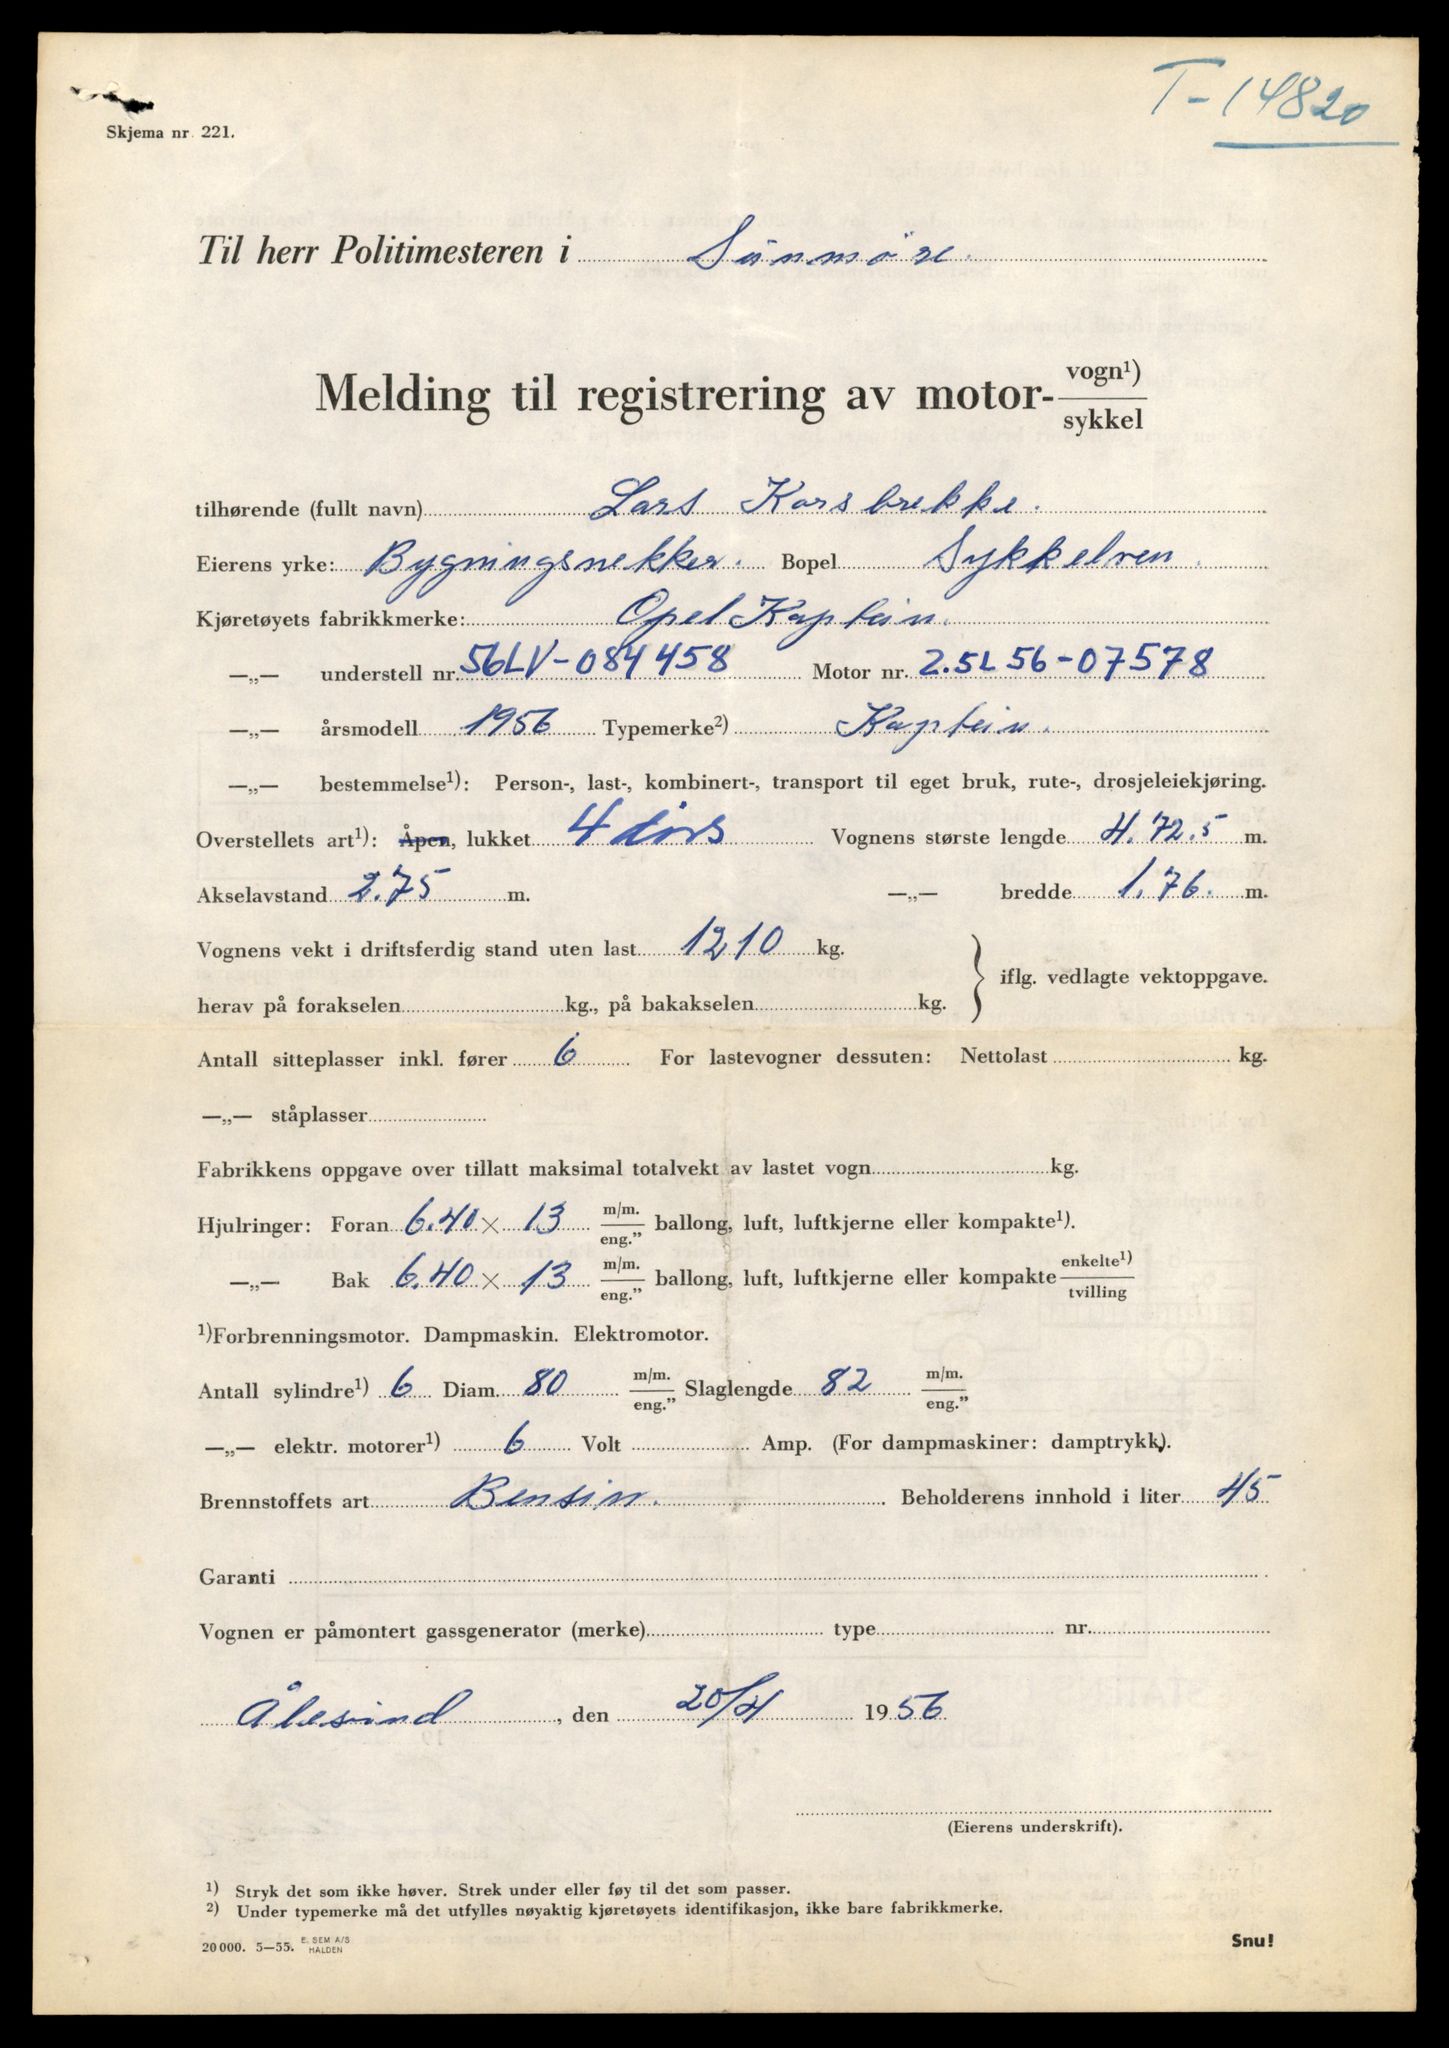 T-14820
Skjema nr. 221.
Til herr Politimesteren i Sünmöre.
Melding til registrering av motor- vogn¹) / sykkel
tilhørende (fullt navn) Lars Korsbrekke.
Eierens yrke: Bygningsnekker. Bopel Sykkelven.
Kjøretøyets fabrikkmerke: Opel Kaptein.
—„— understell nr. 56LV-084458 Motor nr. 2.5L 56-07578
—„— årsmodell 1956 Typemerke²) Kaptein.
—„— bestemmelse¹): Person-, last-, kombinert-, transport til eget bruk, rute-, drosjeleiekjøring.
Overstellets art¹): Åpen, lukket 4 dörs Vognens største lengde 4.72.5 m.
Akselavstand 2.75 m. —„— bredde 1.76. m.
Vognens vekt i driftsferdig stand uten last 1210 kg.
herav på forakselen kg., på bakakselen kg. } iflg. vedlagte vektoppgave.
Antall sitteplasser inkl. fører 6 For lastevogner dessuten: Nettolast kg.
—„— ståplasser
Fabrikkens oppgave over tillatt maksimal totalvekt av lastet vogn kg.
Hjulringer: Foran 6.40 × 13 m/m. / eng.” ballong, luft, luftkjerne eller kompakte¹).
—„— Bak 6.40 × 13 m/m. / eng.” ballong, luft, luftkjerne eller kompakte enkelte¹) / tvilling
¹)Forbrenningsmotor. Dampmaskin. Elektromotor.
Antall sylindre¹) 6 Diam. 80 m/m. / eng.” Slaglengde 82 m/m. / eng.”
—„— elektr. motorer¹) 6 Volt Amp. (For dampmaskiner: damptrykk).
Brennstoffets art Bensin. Beholderens innhold i liter 45
Garanti
Vognen er påmontert gassgenerator (merke) type nr.
Ålesund, den 20/4 1956
(Eierens underskrift).
¹) Stryk det som ikke høver. Strek under eller føy til det som passer.
²) Under typemerke må det utfylles nøyaktig kjøretøyets identifikasjon, ikke bare fabrikkmerke.
20 000. 5—55. E. SEM A/S HALDEN
Snu!